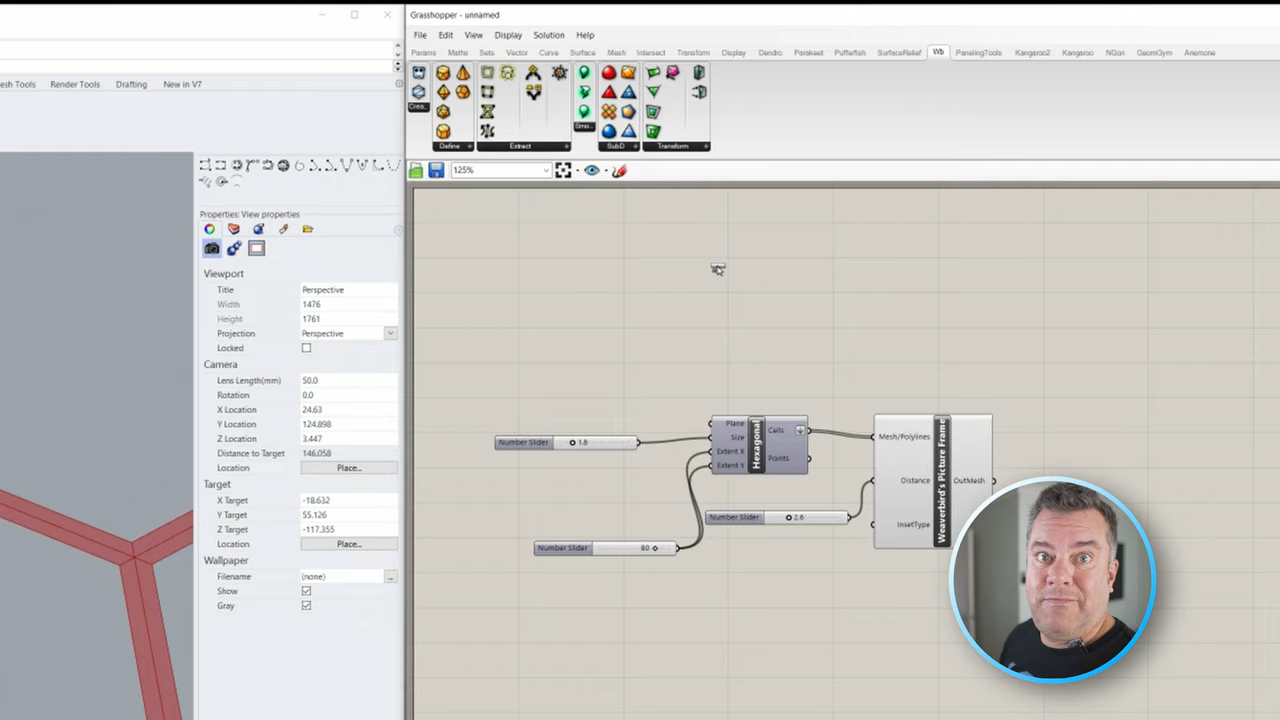 Grasshopper - unnamed
File Edit View Display Solution Help
Params Maths Sets Vector Curve Surface Mesh Intersect Transform Display Dendro Parakeet Pufferfish SurfaceRelief Wb PanelingTools Kangaroo2 Kangaroo NGon GeomGym Anemone
esh Tools Render Tools Drafting New in V7
Crea... Define + Extract + Smo... SubD + Transform +
125%
Properties: View properties
Viewport
Title Perspective
Width 1476
Height 1761
Projection Perspective
Locked
Camera
Lens Length(mm) 50.0
Rotation 0.0
X Location 24.63
Y Location 124.898
Z Location 3.447
Distance to Target 146.058
Location Place...
Target
X Target -18.632
Y Target 55.126
Z Target -117.355
Location Place...
Wallpaper
Filename (none) ...
Show
Gray
Number Slider 1.8
Number Slider 80
Plane
Size
Extent X
Extent Y
Hexagonal
Cells
Points
Number Slider 2.6
Mesh/Polylines
Distance
InsetType
Weaverbird's Picture Frame
OutMesh